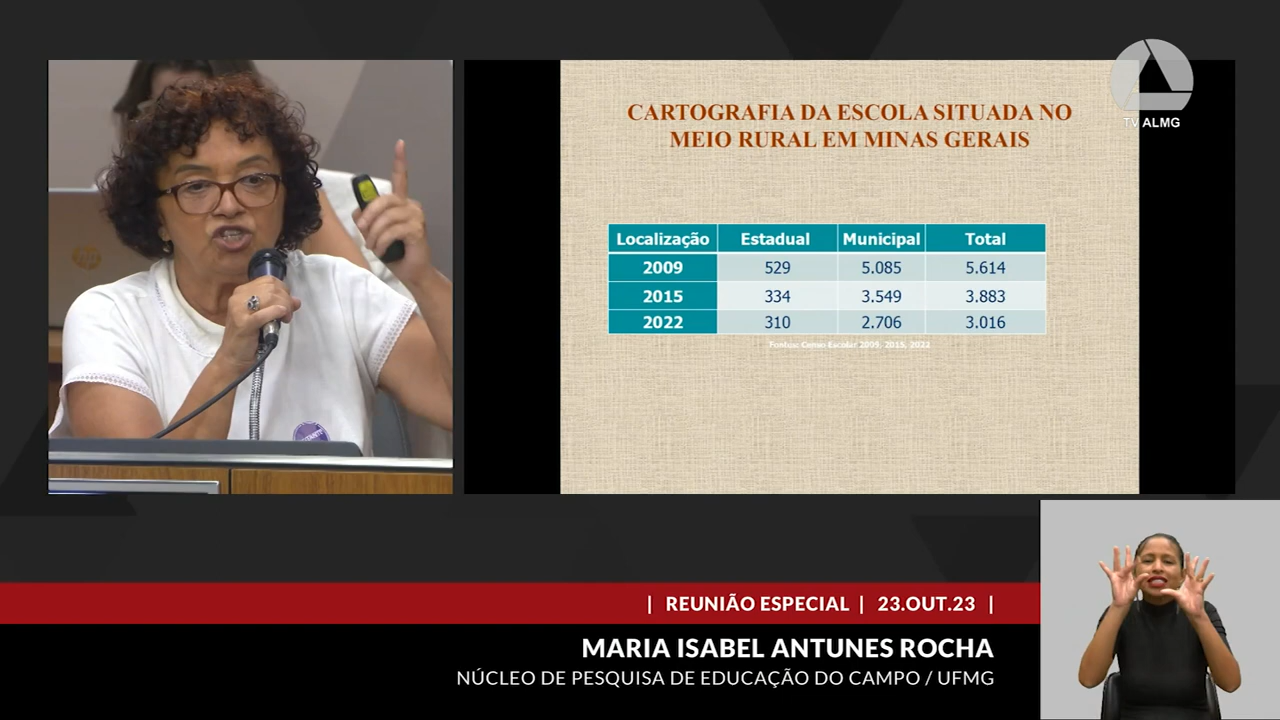 TV ALMG
CARTOGRAFIA DA ESCOLA SITUADA NO
MEIO RURAL EM MINAS GERAIS
Localização Estadual Municipal Total
2009 529 5.085 5.614
2015 334 3.549 3.883
2022 310 2.706 3.016
Fontes: Censo Escolar 2009, 2015, 2022
| REUNIÃO ESPECIAL | 23.OUT.23 |
MARIA ISABEL ANTUNES ROCHA
NÚCLEO DE PESQUISA DE EDUCAÇÃO DO CAMPO / UFMG